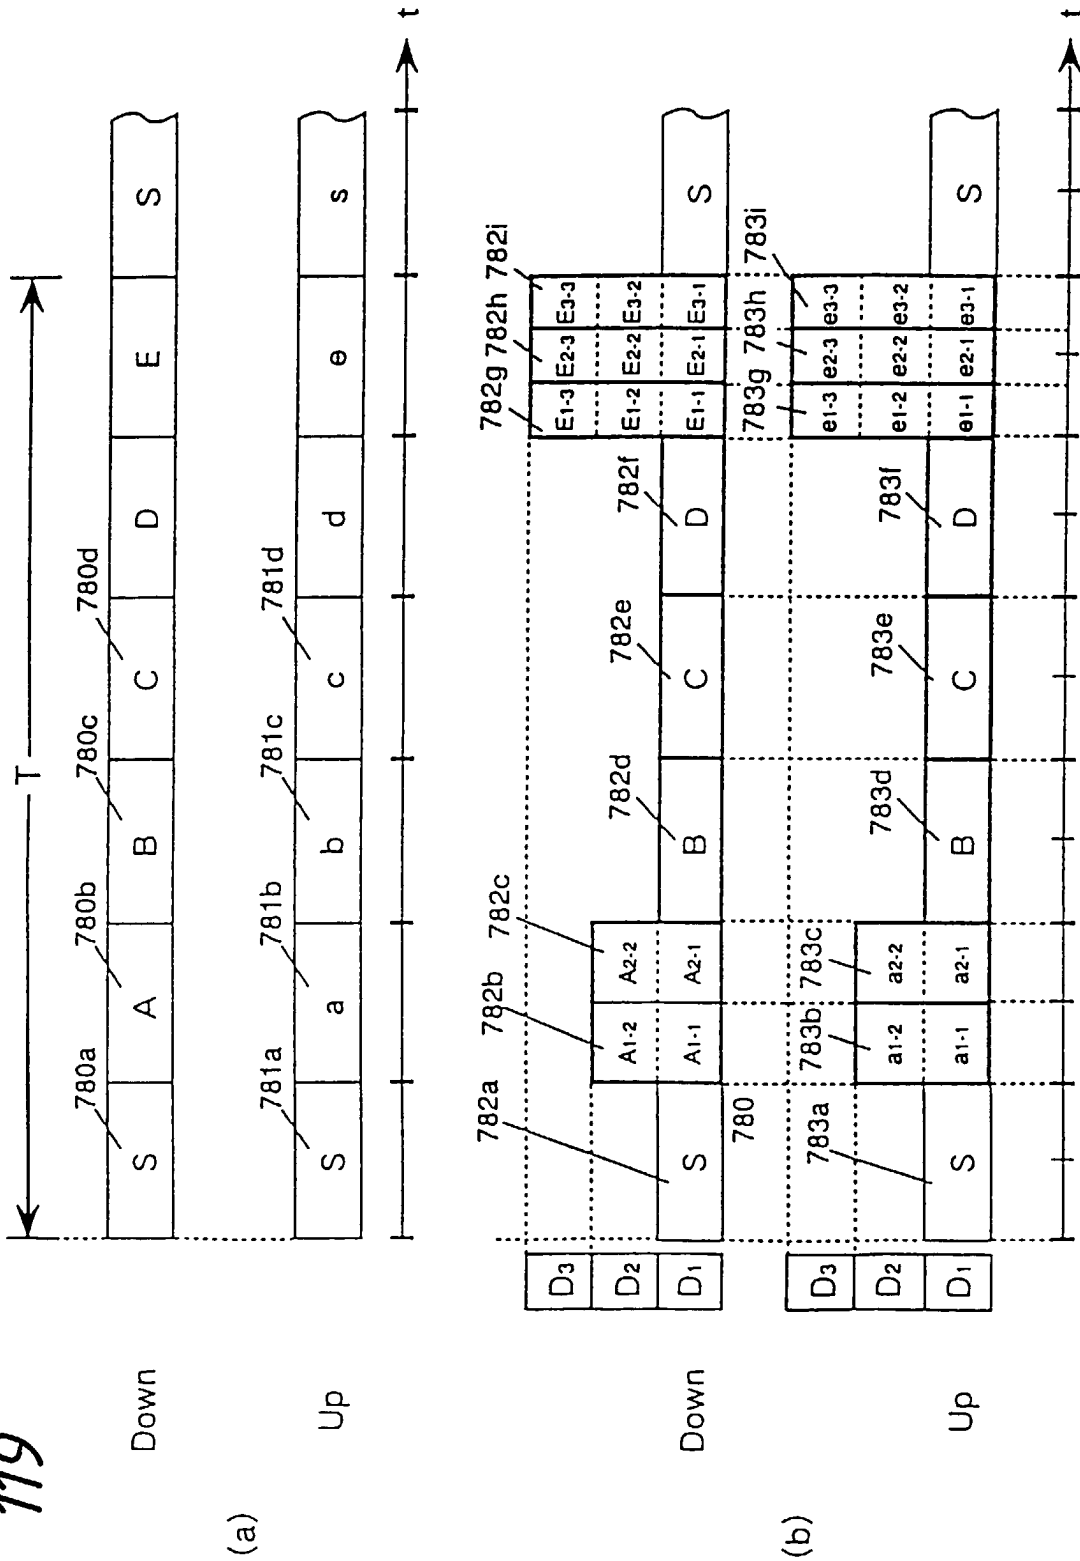 119
(a)
T
Down
780a 780b 780c 780d
S A B C D E S
Up
781a 781b 781c 781d
S a b c d e s
t
(b)
Down
782a 782b 782c 782d 782e 782f 782g 782h 782i
D3 E1-3 E2-3 E3-3
D2 A1-2 A2-2 E1-2 E2-2 E3-2
D1 S A1-1 A2-1 B C D E1-1 E2-1 E3-1 S
780
Up
783a 783b 783c 783d 783e 783f 783g 783h 783i
D3 e1-3 e2-3 e3-3
D2 a1-2 a2-2 e1-2 e2-2 e3-2
D1 S a1-1 a2-1 B C D e1-1 e2-1 e3-1 S
t